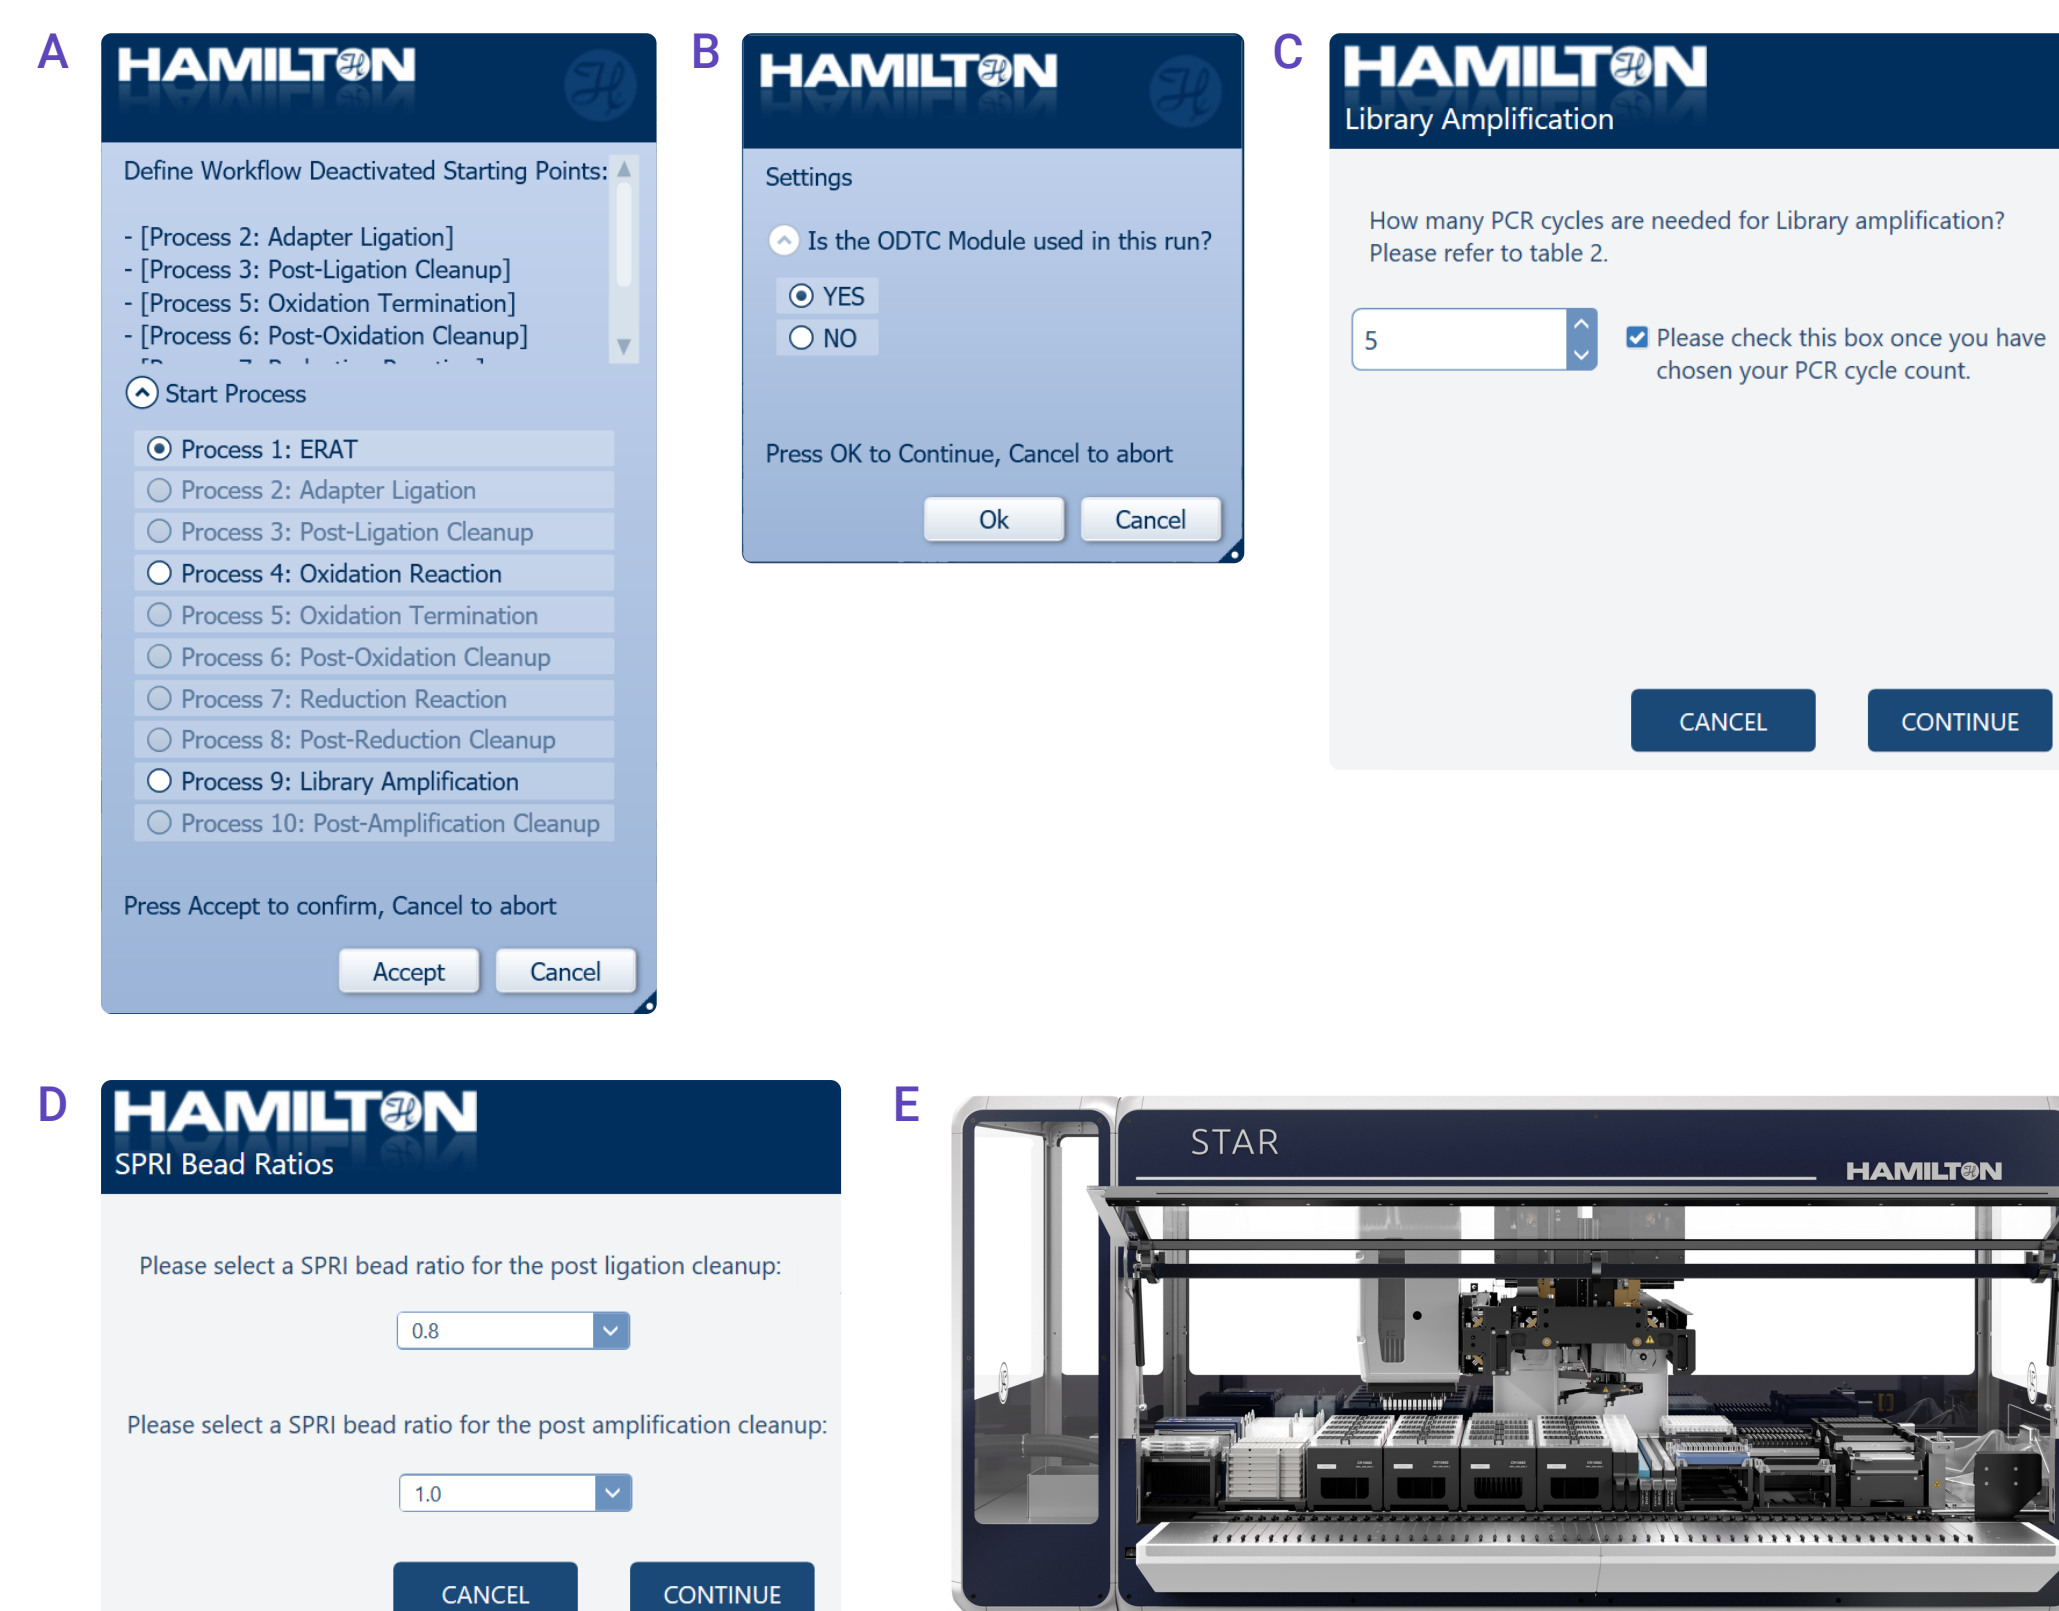 A
HAMILTON
Define Workflow Deactivated Starting Points:
- [Process 2: Adapter Ligation]
- [Process 3: Post-Ligation Cleanup]
- [Process 5: Oxidation Termination]
- [Process 6: Post-Oxidation Cleanup]
Start Process
Process 1: ERAT
Process 2: Adapter Ligation
Process 3: Post-Ligation Cleanup
Process 4: Oxidation Reaction
Process 5: Oxidation Termination
Process 6: Post-Oxidation Cleanup
Process 7: Reduction Reaction
Process 8: Post-Reduction Cleanup
Process 9: Library Amplification
Process 10: Post-Amplification Cleanup
Press Accept to confirm, Cancel to abort
Accept
Cancel
B
HAMILTON
Settings
Is the ODTC Module used in this run?
YES
NO
Press OK to Continue, Cancel to abort
Ok
Cancel
C
HAMILTON
Library Amplification
How many PCR cycles are needed for Library amplification?
Please refer to table 2.
5
Please check this box once you have
chosen your PCR cycle count.
CANCEL
CONTINUE
D
HAMILTON
SPRI Bead Ratios
Please select a SPRI bead ratio for the post ligation cleanup:
0.8
Please select a SPRI bead ratio for the post amplification cleanup:
1.0
CANCEL
CONTINUE
E
STAR
HAMILTON